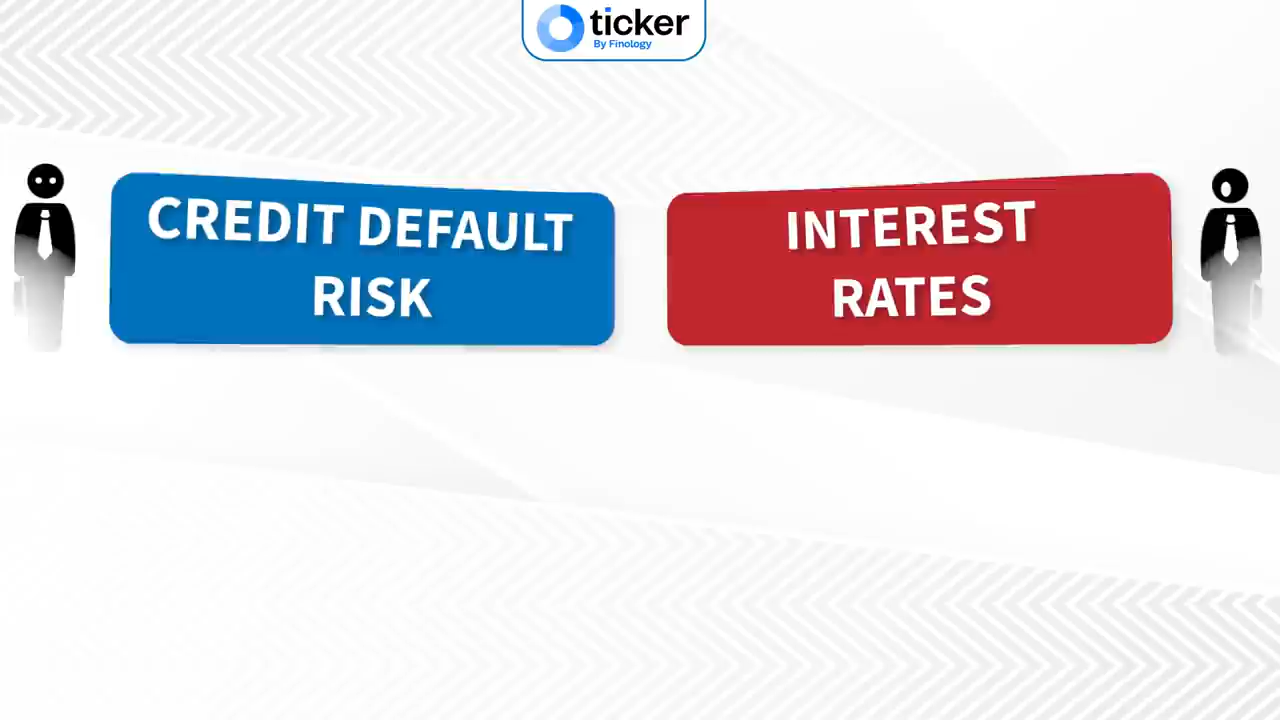 ticker
By Finology
CREDIT DEFAULT
RISK
INTEREST
RATES